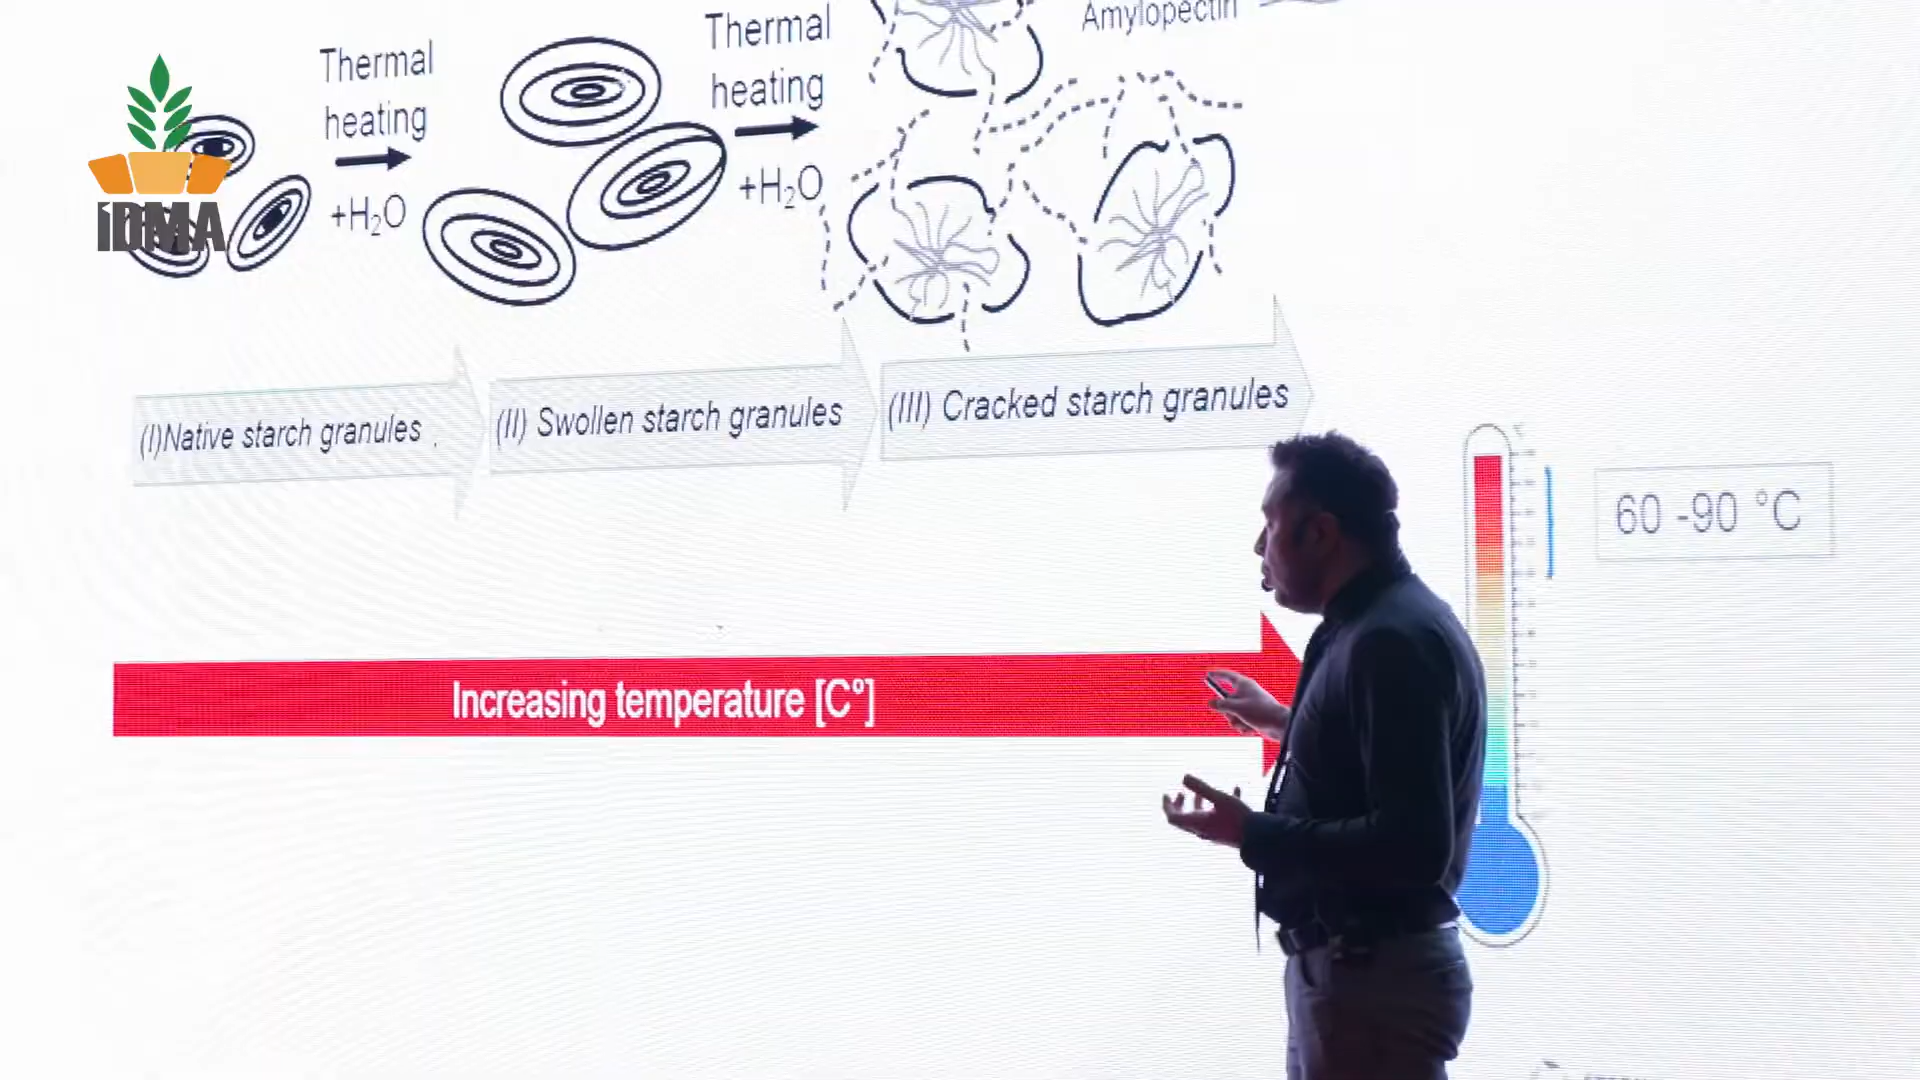 Thermal
heating
+H₂O
Thermal
heating
+H₂O
Amylopectin
IDMA
(I)Native starch granules
(II) Swollen starch granules
(III) Cracked starch granules
60 -90 °C
Increasing temperature [Cº]